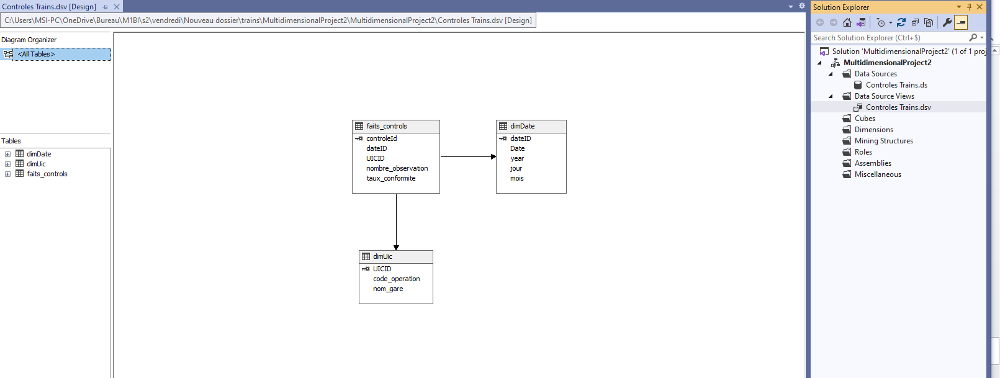 Controles Trains.dsv [Design]
C:\Users\MSI-PC\OneDrive\Bureau\M1BI\s2\vendredi\Nouveau dossier\trains\MultidimensionalProject2\MultidimensionalProject2\Controles Trains.dsv [Design]
Diagram Organizer
<All Tables>
Tables
dimDate
dimUic
faits_controls
faits_controls
controleId
dateID
UICID
nombre_observation
taux_conformite
dimDate
dateID
Date
year
jour
mois
dimUic
UICID
code_operation
nom_gare
Solution Explorer
Search Solution Explorer (Ctrl+$)
Solution 'MultidimensionalProject2' (1 of 1 proj
MultidimensionalProject2
Data Sources
Controles Trains.ds
Data Source Views
Controles Trains.dsv
Cubes
Dimensions
Mining Structures
Roles
Assemblies
Miscellaneous